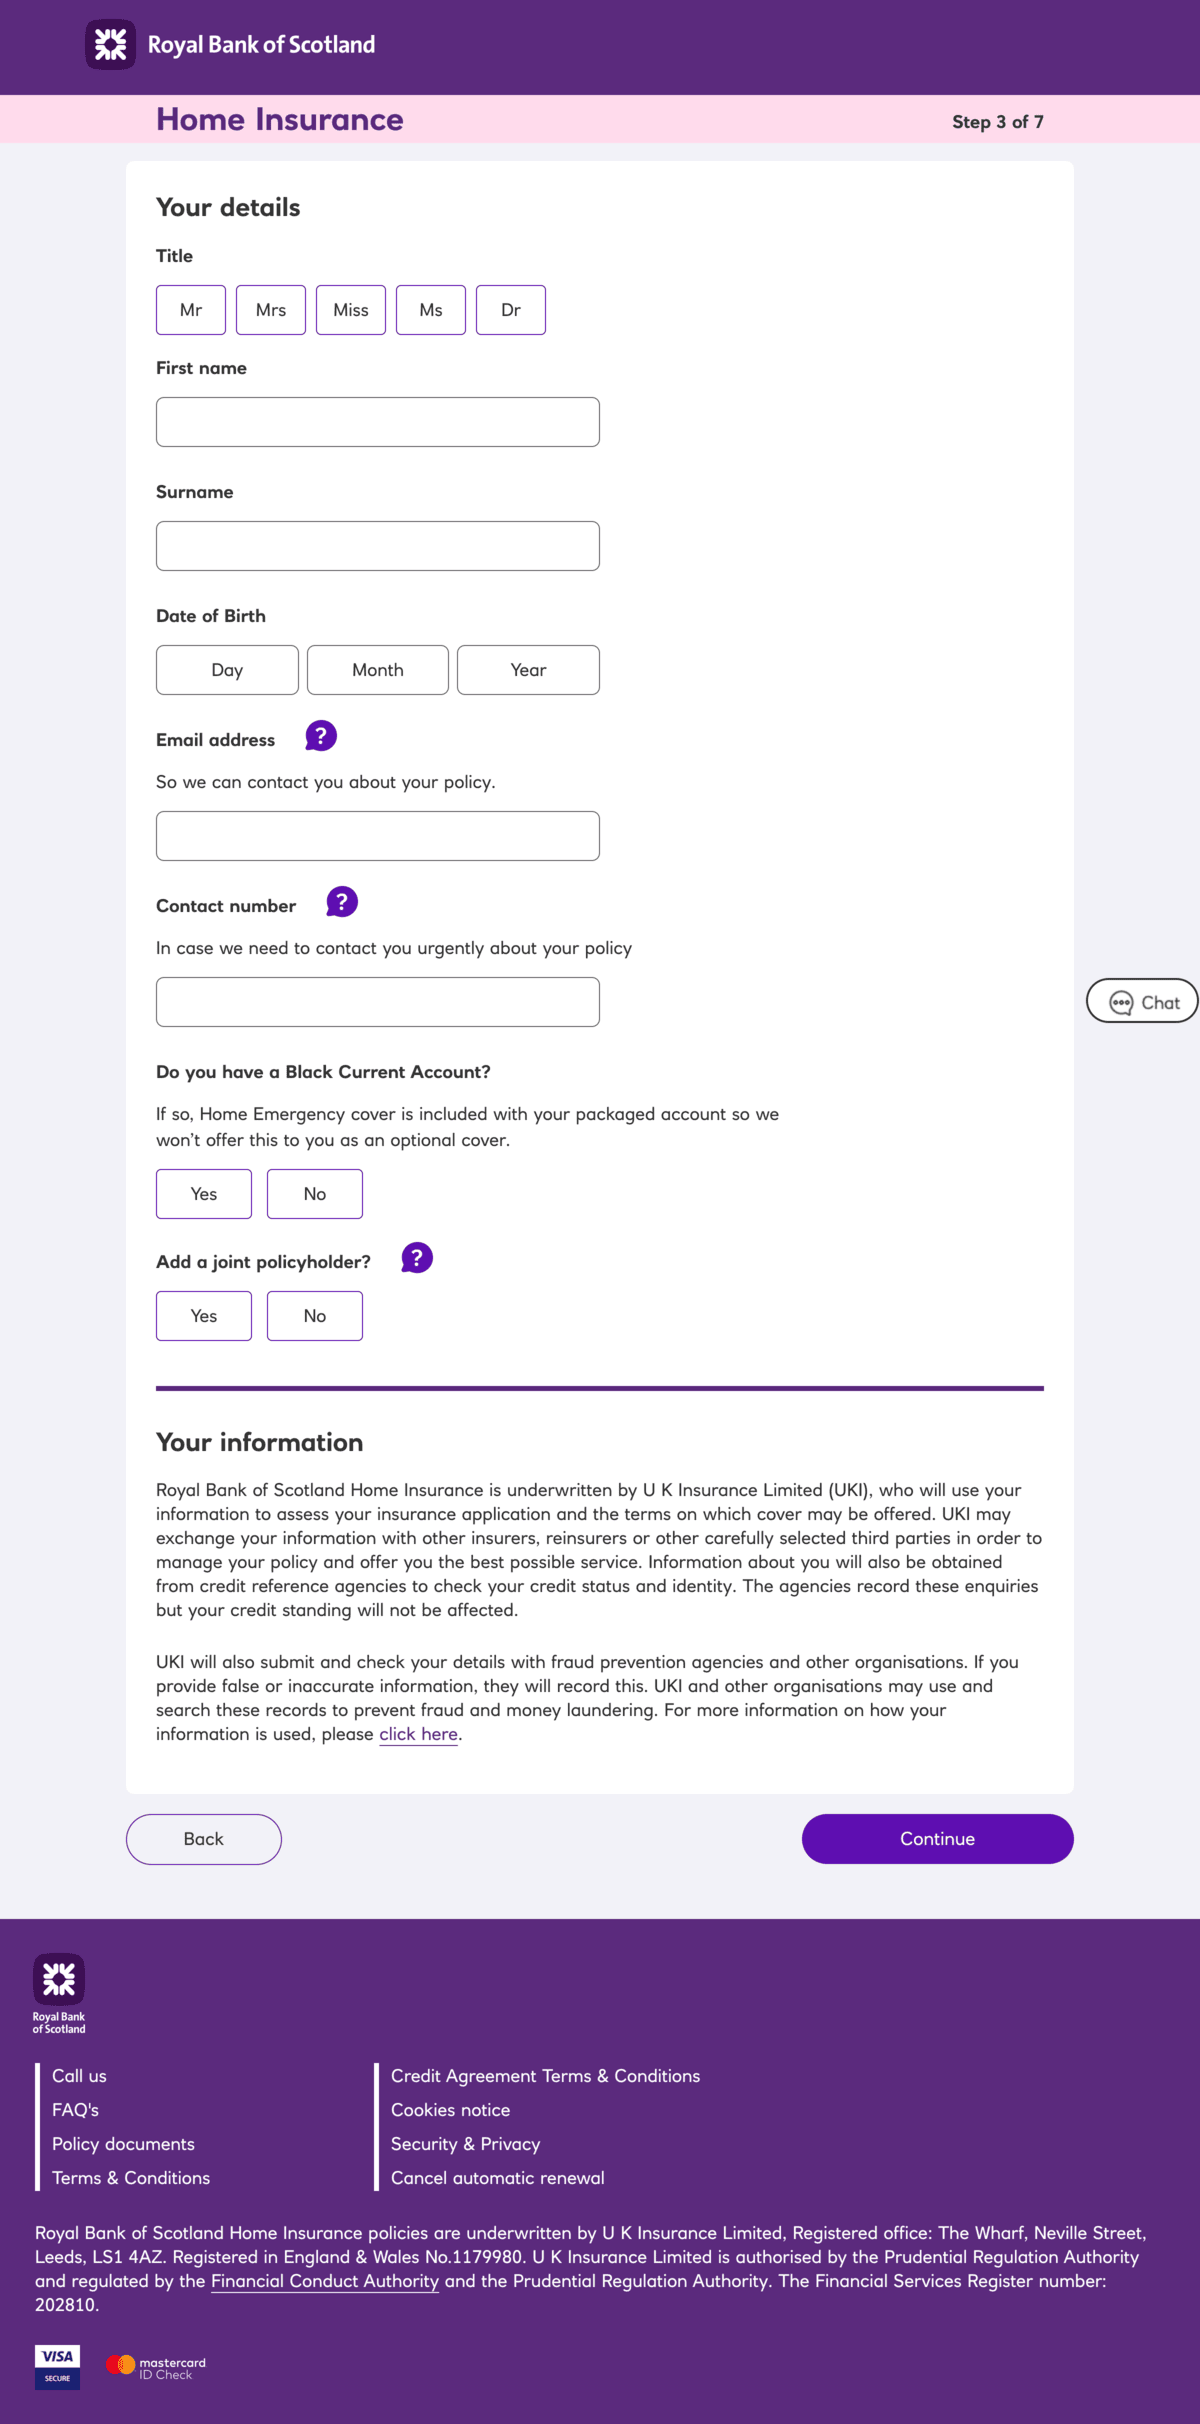 Royal Bank of Scotland
Home Insurance
Step 3 of 7
Your details
Title
Mr
Mrs
Miss
Ms
Dr
First name
Surname
Date of Birth
Day
Month
Year
Email address
?
So we can contact you about your policy.
Contact number
?
In case we need to contact you urgently about your policy
Chat
Do you have a Black Current Account?
If so, Home Emergency cover is included with your packaged account so we
won't offer this to you as an optional cover.
Yes
No
Add a joint policyholder?
?
Yes
No
Your information
Royal Bank of Scotland Home Insurance is underwritten by U K Insurance Limited (UKI), who will use your
information to assess your insurance application and the terms on which cover may be offered. UKI may
exchange your information with other insurers, reinsurers or other carefully selected third parties in order to
manage your policy and offer you the best possible service. Information about you will also be obtained
from credit reference agencies to check your credit status and identity. The agencies record these enquiries
but your credit standing will not be affected.
UKI will also submit and check your details with fraud prevention agencies and other organisations. If you
provide false or inaccurate information, they will record this. UKI and other organisations may use and
search these records to prevent fraud and money laundering. For more information on how your
information is used, please click here.
Back
Continue
Royal Bank
of Scotland
Call us
FAQ's
Policy documents
Terms & Conditions
Credit Agreement Terms & Conditions
Cookies notice
Security & Privacy
Cancel automatic renewal
Royal Bank of Scotland Home Insurance policies are underwritten by U K Insurance Limited, Registered office: The Wharf, Neville Street,
Leeds, LS1 4AZ. Registered in England & Wales No.1179980. U K Insurance Limited is authorised by the Prudential Regulation Authority
and regulated by the Financial Conduct Authority and the Prudential Regulation Authority. The Financial Services Register number:
202810.
VISA
SECURE
mastercard
ID Check